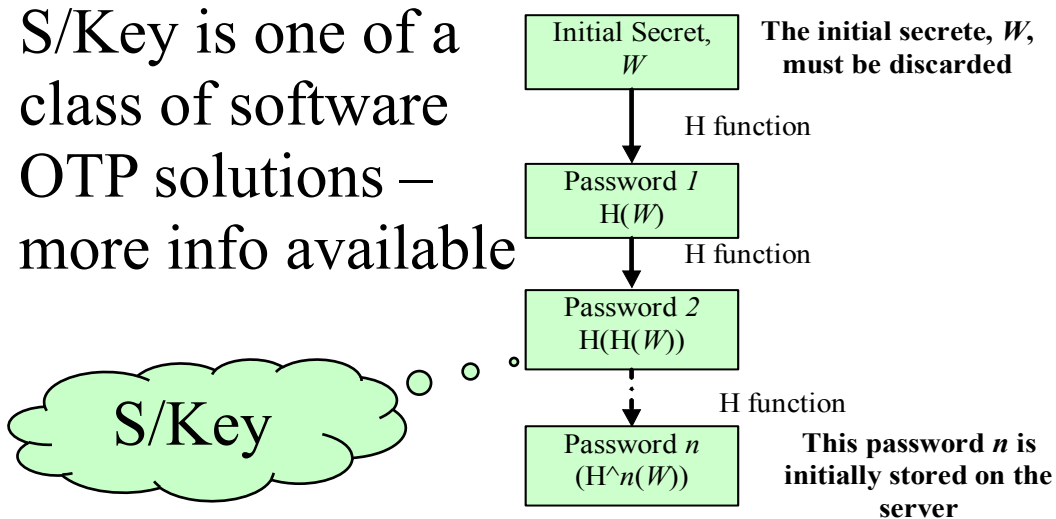 S/Key is one of a
class of software
OTP solutions –
more info available
S/Key
Initial Secret,
W
The initial secrete, W,
must be discarded
H function
Password 1
H(W)
H function
Password 2
H(H(W))
H function
Password n
(H^n(W))
This password n is
initially stored on the
server